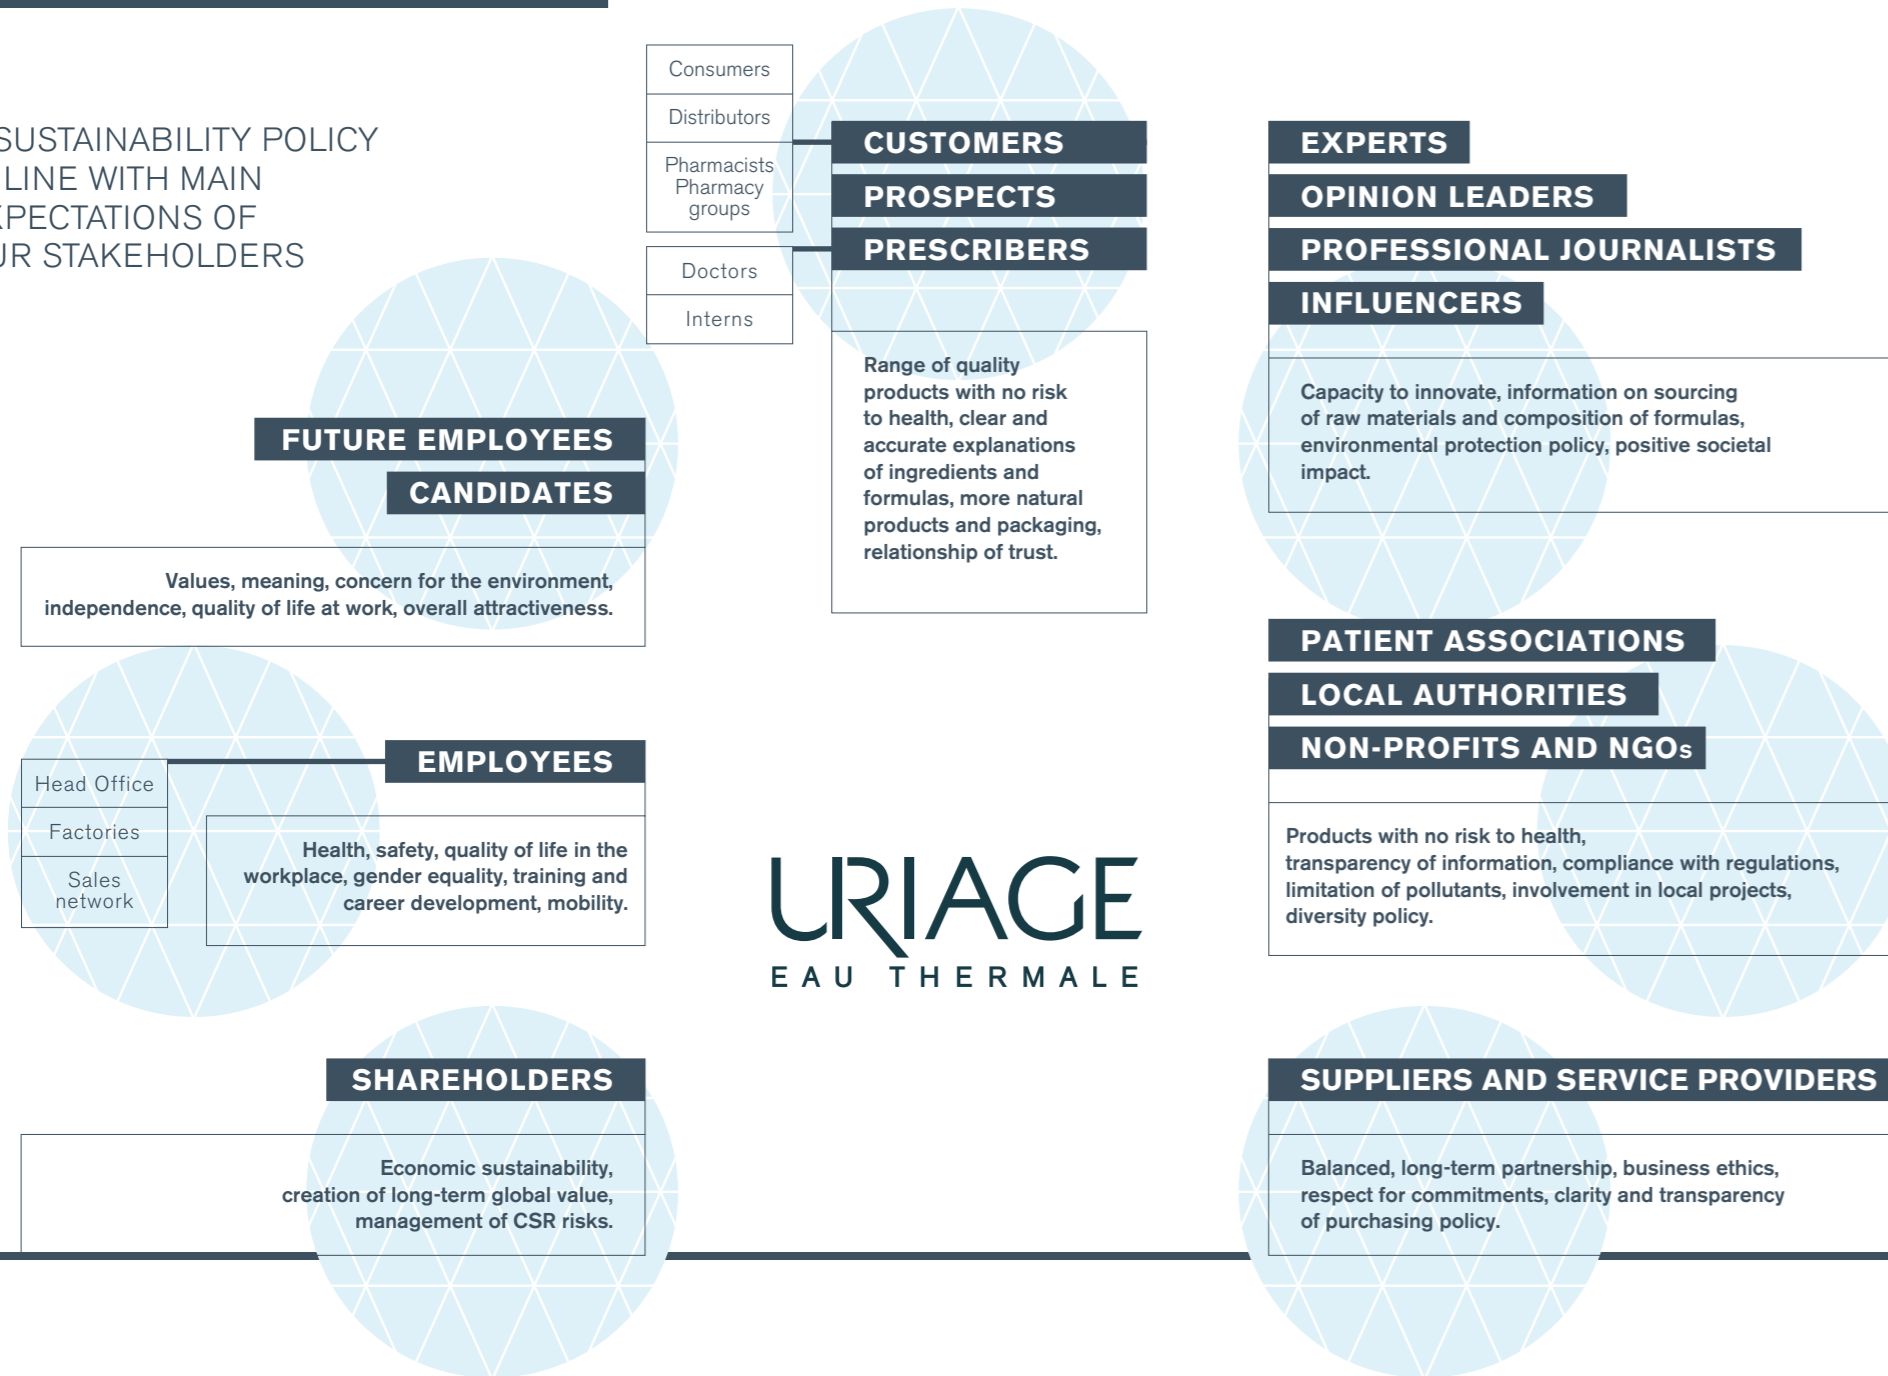 SUSTAINABILITY POLICY
LINE WITH MAIN
OF
STAKEHOLDERS
Consumers
Distributors
Pharmacists
Pharmacy
groups
Doctors
Interns
CUSTOMERS
PROSPECTS
PRESCRIBERS
Range of quality
products with no risk
to health, clear and
accurate explanations
of ingredients and
formulas, more natural
products and packaging,
relationship of trust.
EXPERTS
OPINION LEADERS
PROFESSIONAL JOURNALISTS
INFLUENCERS
Capacity to innovate, information on sourcing
of raw materials and composition of formulas,
environmental protection policy, positive societal
impact.
FUTURE EMPLOYEES
CANDIDATES
Values, meaning, concern for the environment,
independence, quality of life at work, overall attractiveness.
PATIENT ASSOCIATIONS
LOCAL AUTHORITIES
NON-PROFITS AND NGOs
Products with no risk to health,
transparency of information, compliance with regulations,
limitation of pollutants, involvement in local projects,
diversity policy.
EMPLOYEES
Head Office
Factories
Sales
network
Health, safety, quality of life in the
workplace, gender equality, training and
career development, mobility.
URIAGE
EAU THERMALE
SHAREHOLDERS
Economic sustainability,
creation of long-term global value,
management of CSR risks.
SUPPLIERS AND SERVICE PROVIDERS
Balanced, long-term partnership, business ethics,
respect for commitments, clarity and transparency
of purchasing policy.